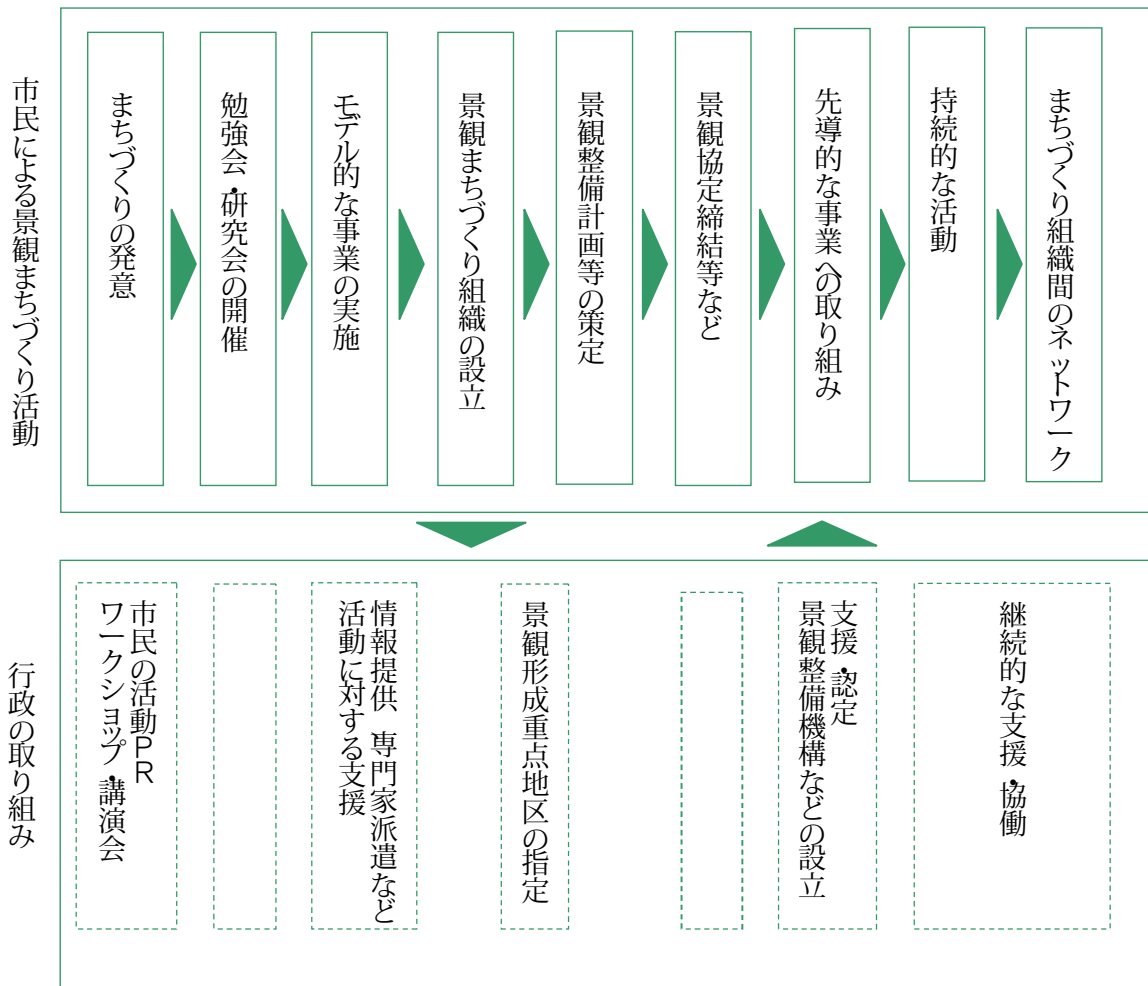 市民による景観まちづくり活動
まちづくりの発意
勉強会・研究会の開催
モデル的な事業の実施
景観まちづくり組織の設立
景観整備計画等の策定
景観協定締結等など
先導的な事業への取り組み
持続的な活動
まちづくり組織間のネットワーク
行政の取り組み
市民の活動PR
ワークショップ・講演会
情報提供、専門家派遣など
活動に対する支援
景観形成重点地区の指定
支援・認定
景観整備機構などの設立
継続的な支援・協働